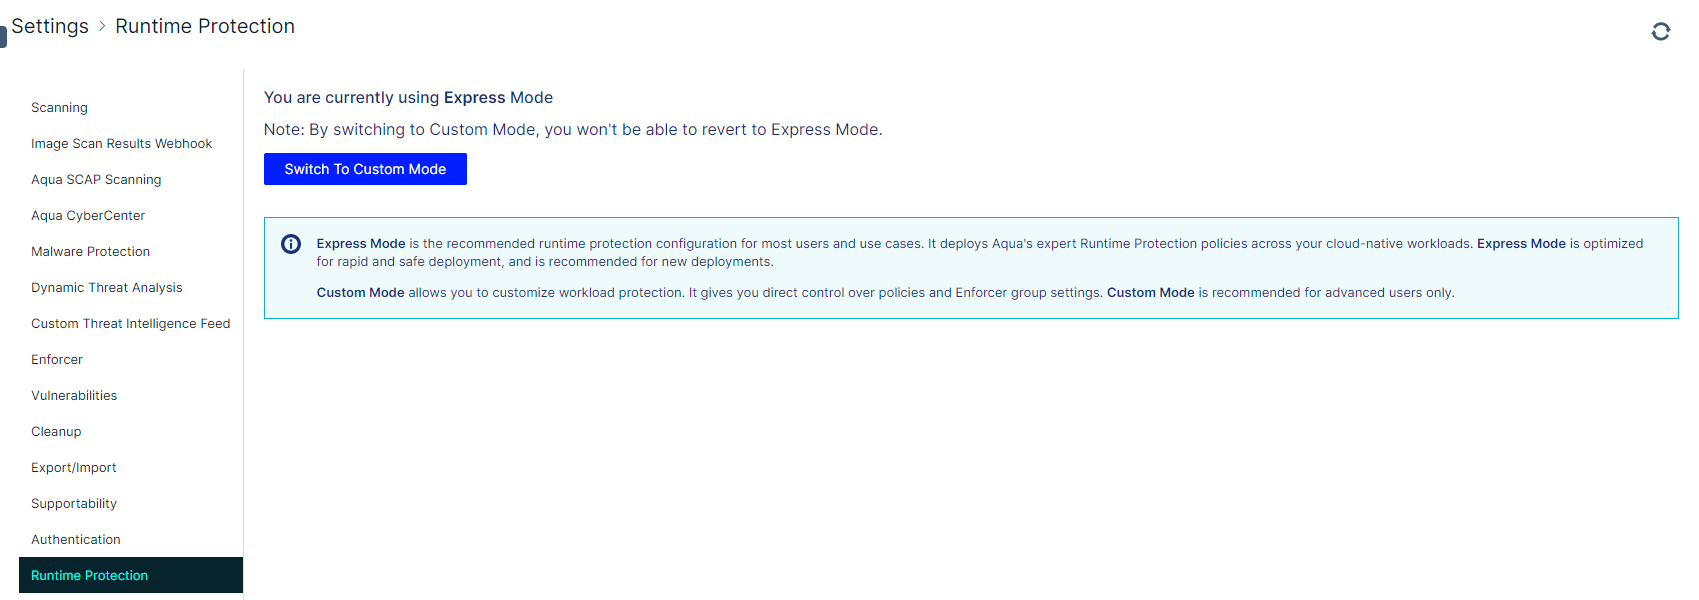 Settings > Runtime Protection
Scanning
Image Scan Results Webhook
Aqua SCAP Scanning
Aqua CyberCenter
Malware Protection
Dynamic Threat Analysis
Custom Threat Intelligence Feed
Enforcer
Vulnerabilities
Cleanup
Export/Import
Supportability
Authentication
Runtime Protection
You are currently using Express Mode
Note: By switching to Custom Mode, you won't be able to revert to Express Mode.
Switch To Custom Mode
Express Mode is the recommended runtime protection configuration for most users and use cases. It deploys Aqua's expert Runtime Protection policies across your cloud-native workloads. Express Mode is optimized
for rapid and safe deployment, and is recommended for new deployments.
Custom Mode allows you to customize workload protection. It gives you direct control over policies and Enforcer group settings. Custom Mode is recommended for advanced users only.